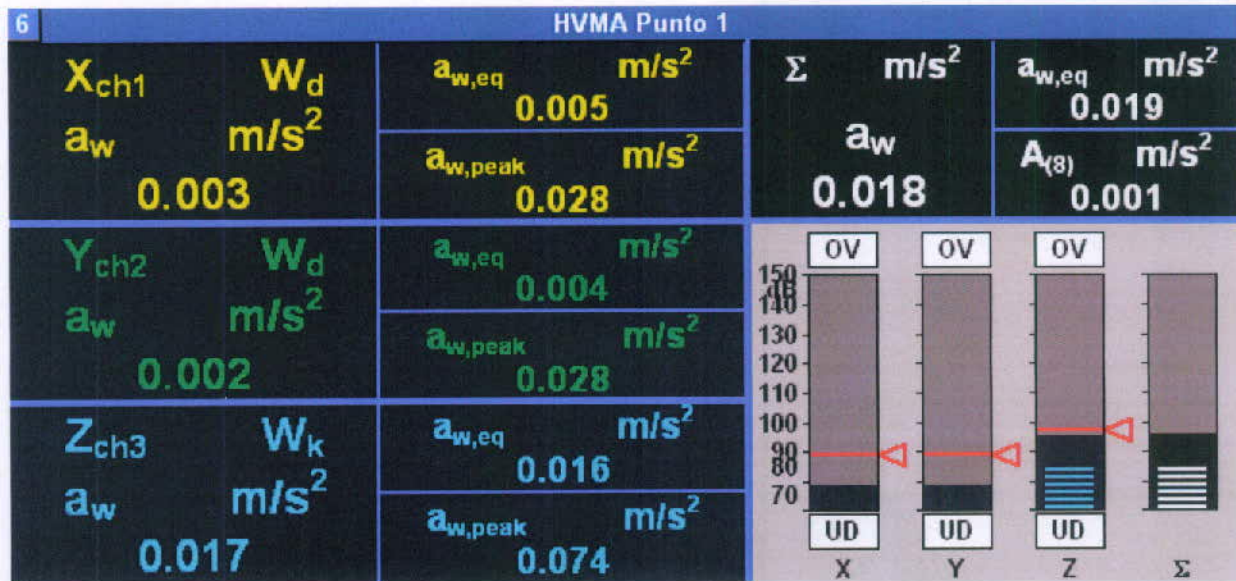 6 HVMA Punto 1
Xch1 Wd
aw m/s²
0.003
aw,eq m/s²
0.005
aw,peak m/s²
0.028
Σ m/s²
aw
0.018
aw,eq m/s²
0.019
A(8) m/s²
0.001
Ych2 Wd
aw m/s²
0.002
aw,eq m/s²
0.004
aw,peak m/s²
0.028
Zch3 Wk
aw m/s²
0.017
aw,eq m/s²
0.016
aw,peak m/s²
0.074
OV OV OV
150
dB
140
130
120
110
100
90
80
70
UD UD UD
X Y Z Σ